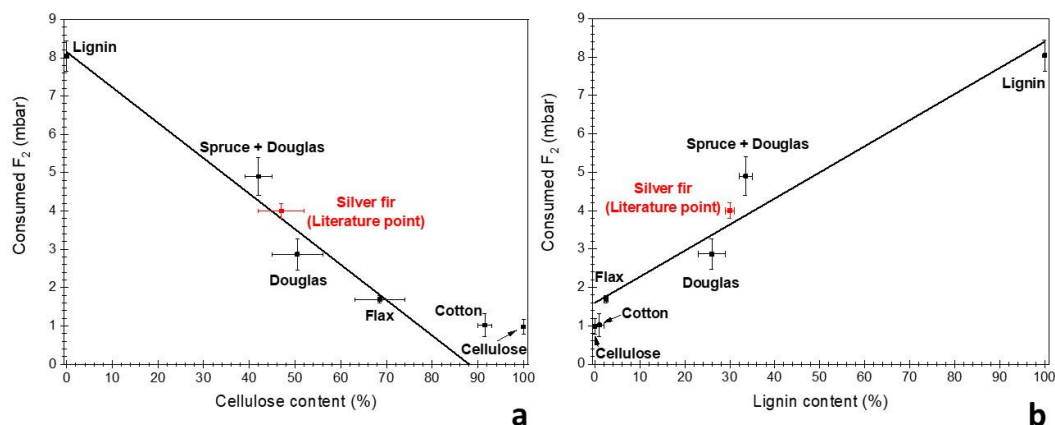 9
8
7
6
5
4
3
2
1
0
Consumed F₂ (mbar)
Lignin
Spruce + Douglas
Silver fir
(Literature point)
Douglas
Flax
Cotton
Cellulose
0 10 20 30 40 50 60 70 80 90 100
Cellulose content (%)
a
9
8
7
6
5
4
3
2
1
0
Consumed F₂ (mbar)
Lignin
Spruce + Douglas
Silver fir
(Literature point)
Flax
Douglas
Cotton
Cellulose
0 10 20 30 40 50 60 70 80 90 100
Lignin content (%)
b